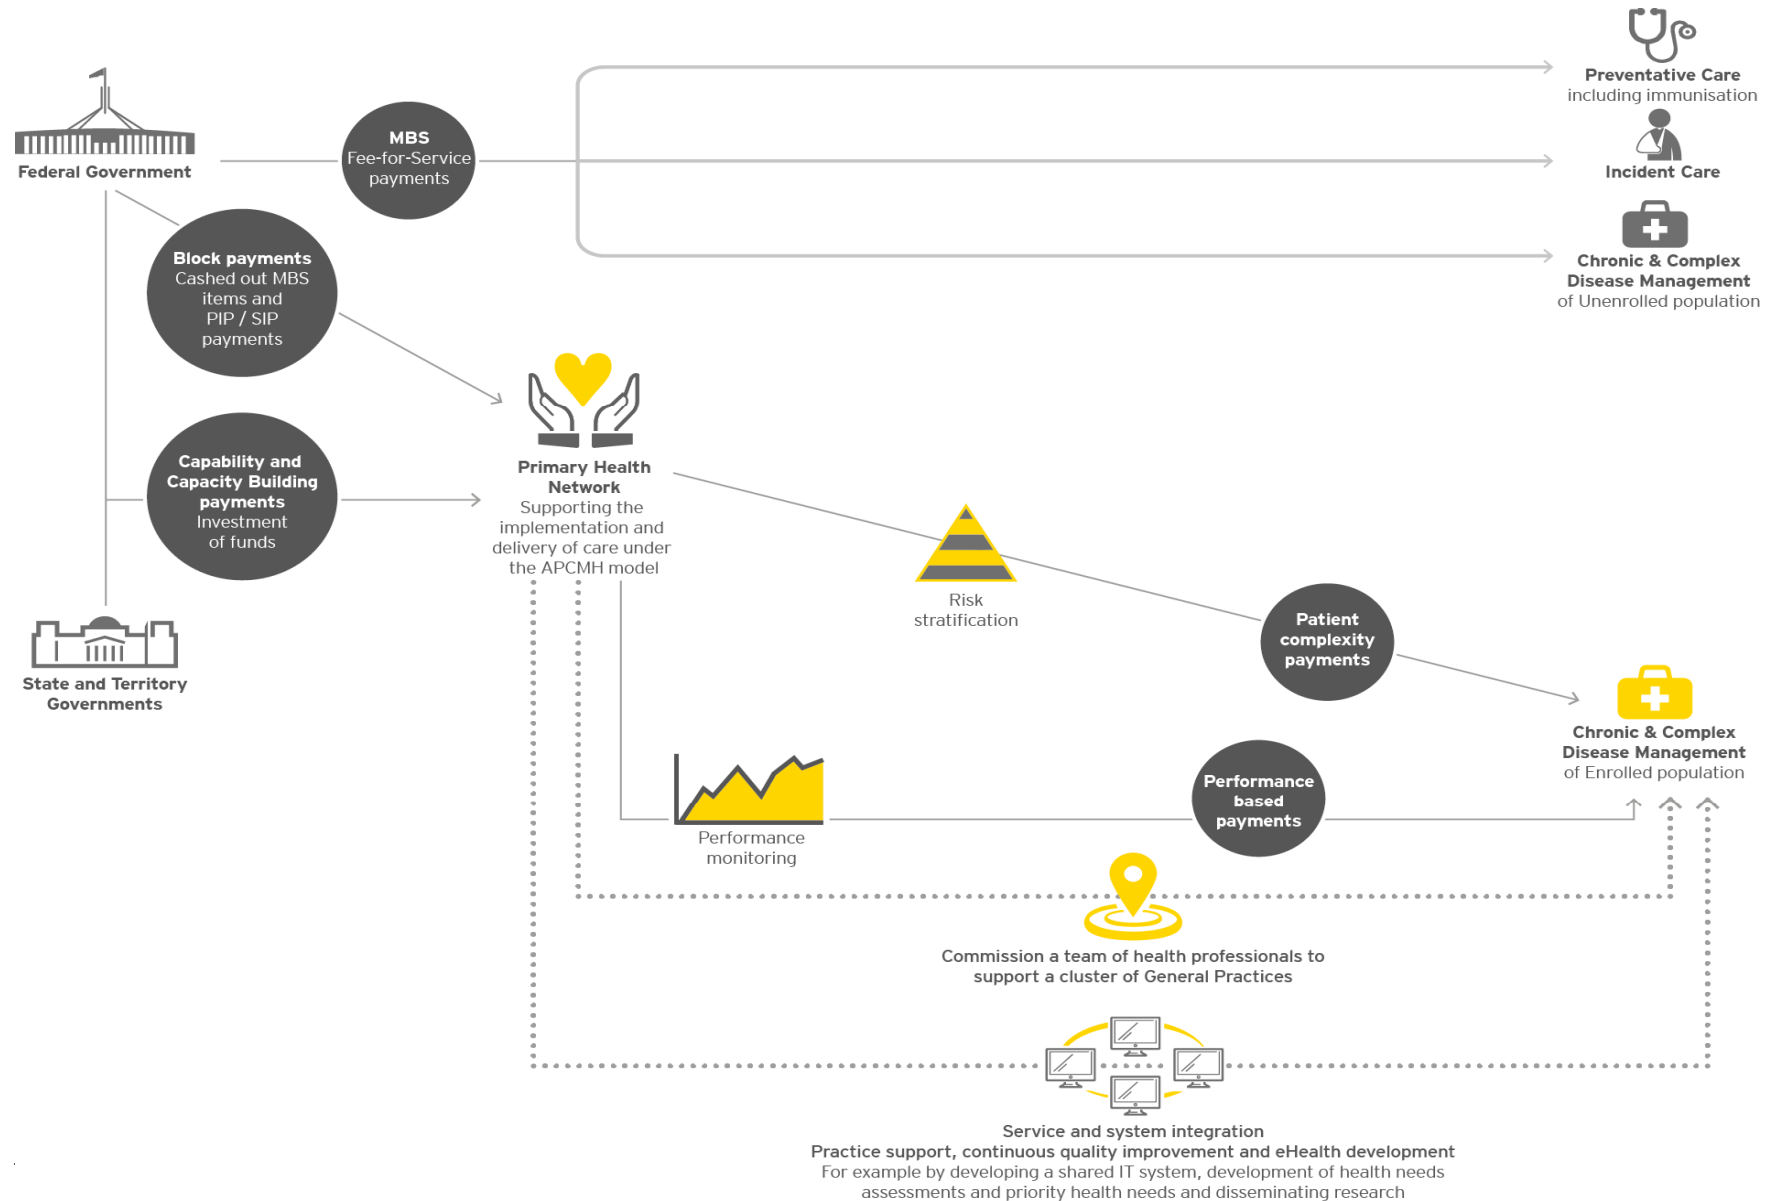 Preventative Care
including immunisation
Federal Government
MBS
Fee-for-Service
payments
Incident Care
Chronic & Complex
Disease Management
of Unenrolled population
Block payments
Cashed out MBS
items and
PIP / SIP
payments
Capability and
Capacity Building
payments
Investment
of funds
Primary Health
Network
Supporting the
implementation and
delivery of care under
the APCMH model
State and Territory
Governments
Risk
stratification
Patient
complexity
payments
Chronic & Complex
Disease Management
of Enrolled population
Performance
monitoring
Performance
based
payments
Commission a team of health professionals to
support a cluster of General Practices
Service and system integration
Practice support, continuous quality improvement and eHealth development
For example by developing a shared IT system, development of health needs
assessments and priority health needs and disseminating research